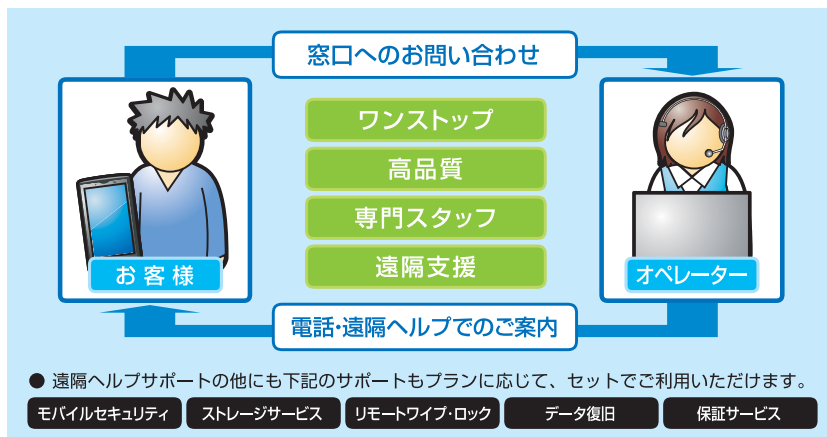 窓口へのお問い合わせ
ワンストップ
高品質
専門スタッフ
遠隔支援
お客様
オペレーター
電話・遠隔ヘルプでのご案内
● 遠隔ヘルプサポートの他にも下記のサポートもプランに応じて、セットでご利用いただけます。
モバイルセキュリティ
ストレージサービス
リモートワイプ・ロック
データ復旧
保証サービス